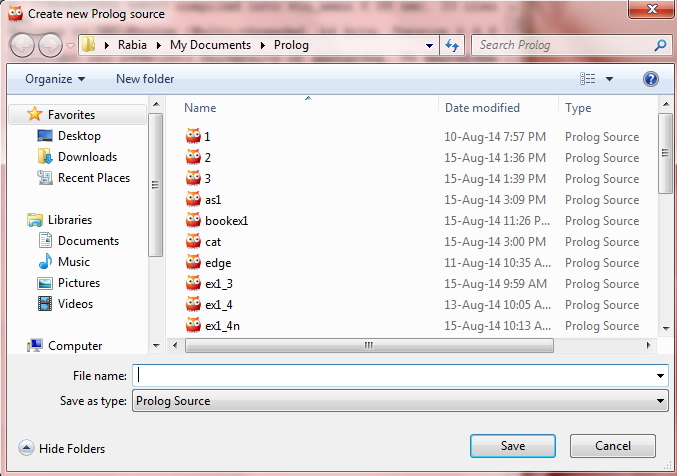 Create new Prolog source
Rabia My Documents Prolog Search Prolog
Organize New folder
Favorites
Desktop
Downloads
Recent Places
Libraries
Documents
Music
Pictures
Videos
Computer
Name Date modified Type
1 10-Aug-14 7:57 PM Prolog Source
2 15-Aug-14 1:36 PM Prolog Source
3 15-Aug-14 1:39 PM Prolog Source
as1 15-Aug-14 3:09 PM Prolog Source
bookex1 15-Aug-14 11:26 P... Prolog Source
cat 15-Aug-14 3:00 PM Prolog Source
edge 11-Aug-14 10:35 A... Prolog Source
ex1_3 15-Aug-14 9:59 AM Prolog Source
ex1_4 13-Aug-14 10:05 A... Prolog Source
ex1_4n 15-Aug-14 10:13 A... Prolog Source
File name:
Save as type: Prolog Source
Hide Folders Save Cancel